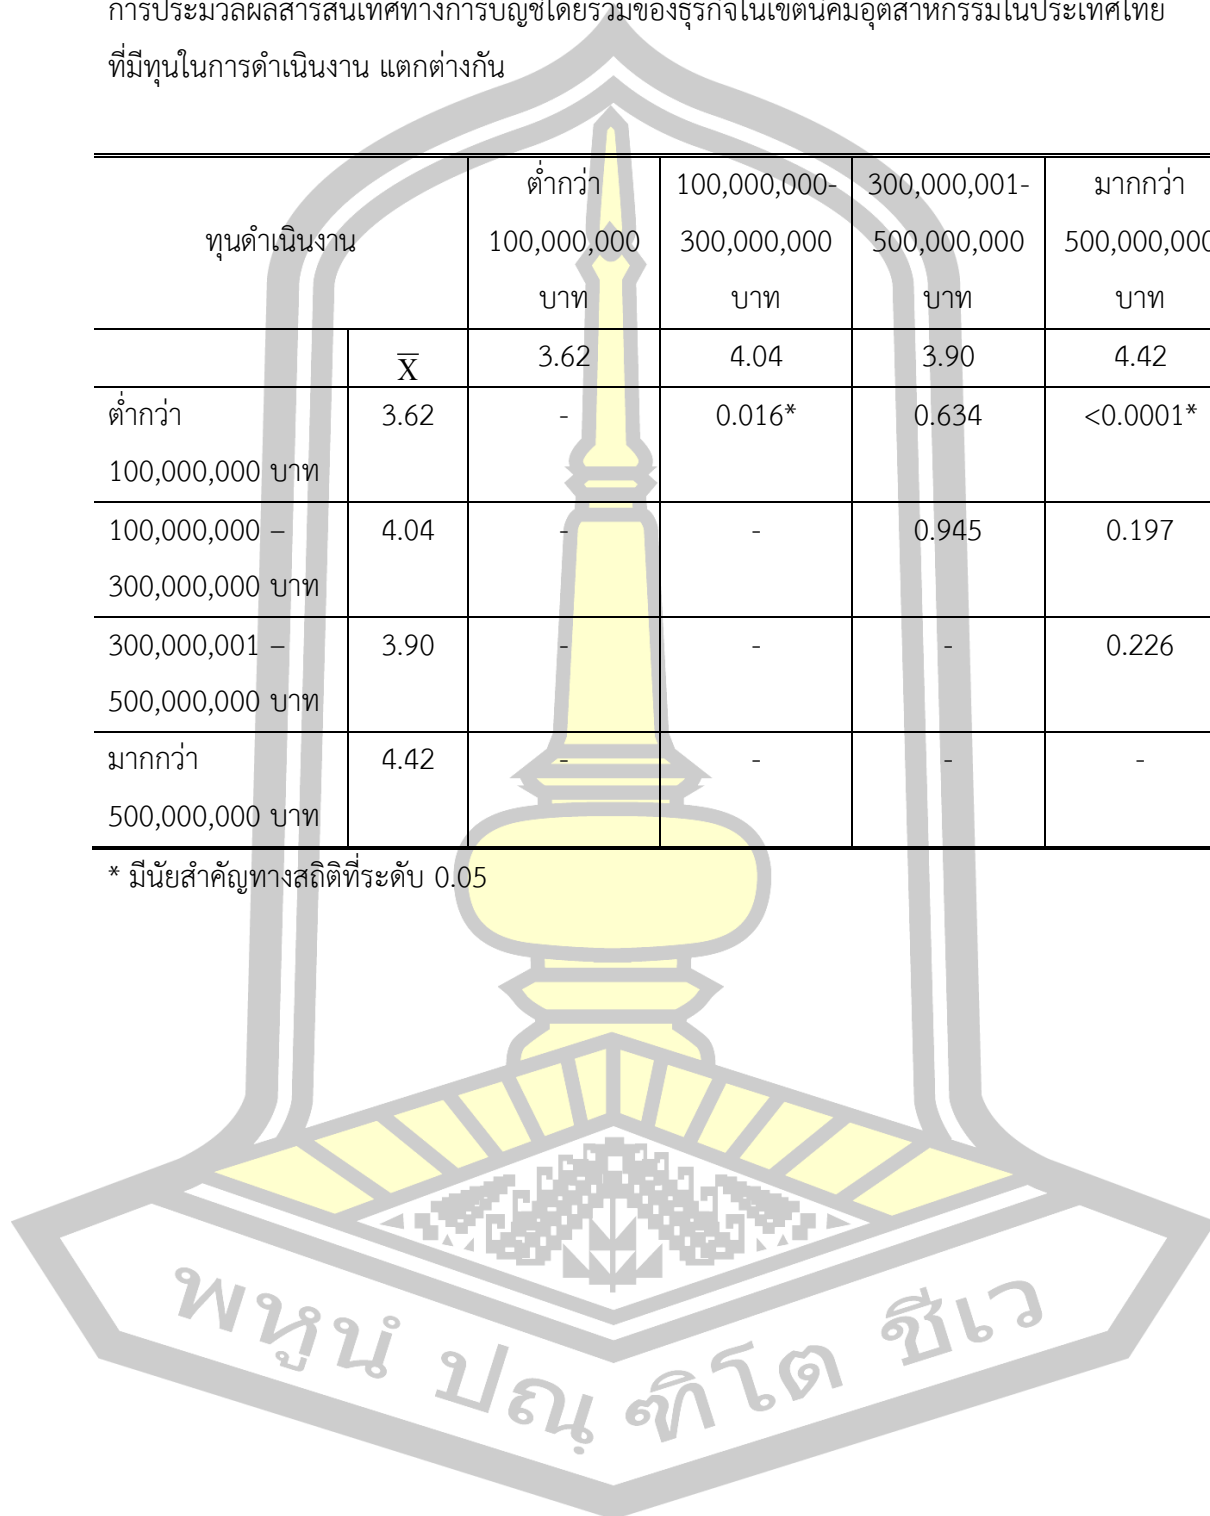 การประมวลผลสารสนเทศทางการบัญชีโดยรวมของธุรกิจในเขตนิคมอุตสาหกรรมในประเทศไทย
ที่มีทุนในการดำเนินงาน แตกต่างกัน
ทุนดำเนินงาน
ต่ำกว่า 100,000,000 บาท
100,000,000- 300,000,000 บาท
300,000,001- 500,000,000 บาท
มากกว่า 500,000,000 บาท
X̅ 3.62 4.04 3.90 4.42
ต่ำกว่า 3.62 - 0.016* 0.634 <0.0001*
100,000,000 บาท
100,000,000 – 4.04 - - 0.945 0.197
300,000,000 บาท
300,000,001 – 3.90 - - - 0.226
500,000,000 บาท
มากกว่า 4.42 - - - -
500,000,000 บาท
* มีนัยสำคัญทางสถิติที่ระดับ 0.05
พหูนํ ปณฺฑิโต ชีเว